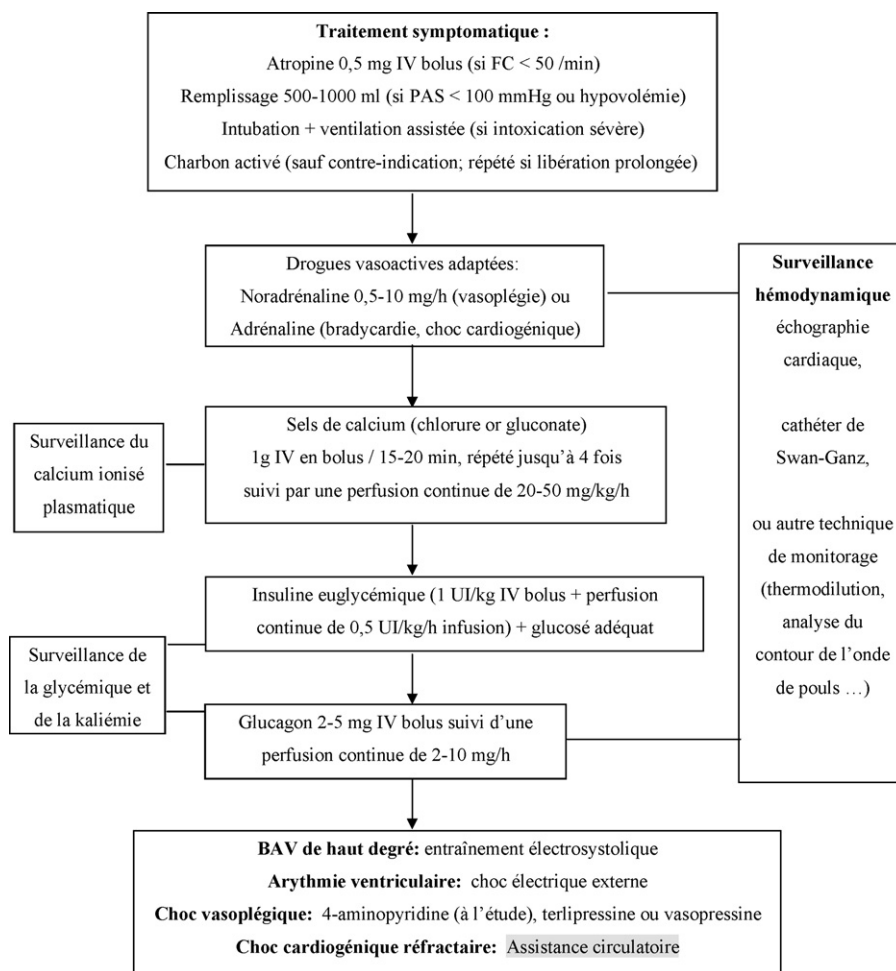 Traitement symptomatique :
Atropine 0,5 mg IV bolus (si FC < 50 /min)
Remplissage 500-1000 ml (si PAS < 100 mmHg ou hypovolémie)
Intubation + ventilation assistée (si intoxication sévère)
Charbon activé (sauf contre-indication; répété si libération prolongée)
Drogues vasoactives adaptées:
Noradrénaline 0,5-10 mg/h (vasoplégie) ou
Adrénaline (bradycardie, choc cardiogénique)
Surveillance
hémodynamique
échographie
cardiaque,
cathéter de
Swan-Ganz,
ou autre technique
de monitorage
(thermodilution,
analyse du
contour de l'onde
de pouls …)
Surveillance du
calcium ionisé
plasmatique
Sels de calcium (chlorure or gluconate)
1g IV en bolus / 15-20 min, répété jusqu'à 4 fois
suivi par une perfusion continue de 20-50 mg/kg/h
Insuline euglycémique (1 UI/kg IV bolus + perfusion
continue de 0,5 UI/kg/h infusion) + glucosé adéquat
Surveillance de
la glycémique et
de la kaliémie
Glucagon 2-5 mg IV bolus suivi d'une
perfusion continue de 2-10 mg/h
BAV de haut degré: entraînement électrosystolique
Arythmie ventriculaire: choc électrique externe
Choc vasoplégique: 4-aminopyridine (à l'étude), terlipressine ou vasopressine
Choc cardiogénique réfractaire: Assistance circulatoire